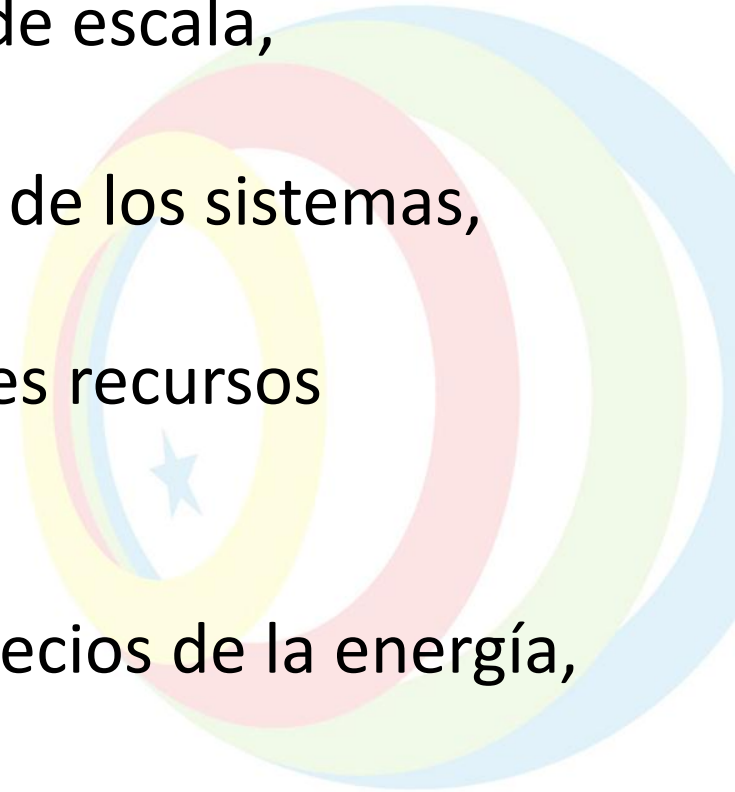 de escala,
de los sistemas,
es recursos
ecios de la energía,